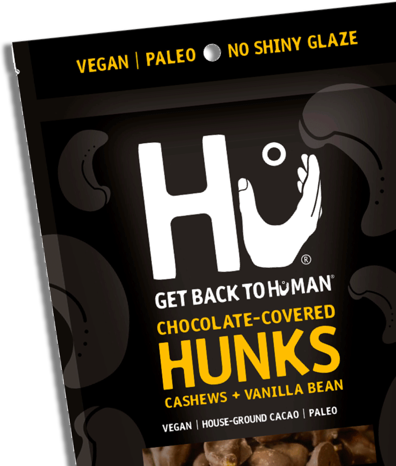 VEGAN | PALEO NO SHINY GLAZE
Hu®
GET BACK TO HUMAN®
CHOCOLATE-COVERED
HUNKS
CASHEWS + VANILLA BEAN
VEGAN | HOUSE-GROUND CACAO | PALEO